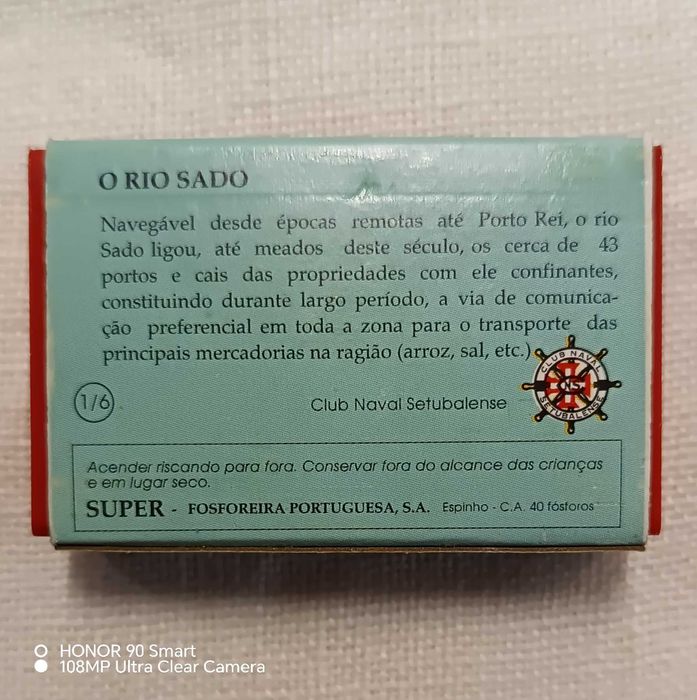 O RIO SADO
Navegável desde épocas remotas até Porto Rei, o rio
Sado ligou, até meados deste século, os cerca de 43
portos e cais das propriedades com ele confinantes,
constituindo durante largo período, a via de comunica-
ção preferencial em toda a zona para o transporte das
principais mercadorias na ragião (arroz, sal, etc.)
CLUB NAVAL
NS
SETUBALENSE
1/6
Club Naval Setubalense
Acender riscando para fora. Conservar fora do alcance das crianças
e em lugar seco.
SUPER - FOSFOREIRA PORTUGUESA, S.A. Espinho - C.A. 40 fósforos
HONOR 90 Smart
108MP Ultra Clear Camera